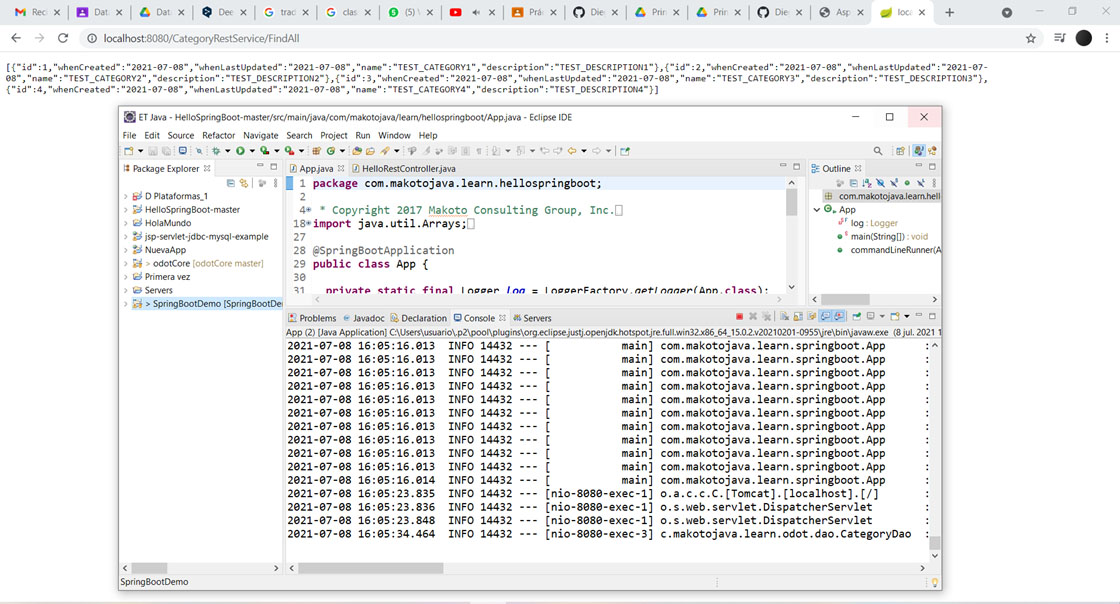 Rec
Dat
Dat
Dee
trad
clas
(5) \
Prác
Die
Prin
Prin
Die
Asp
loca
localhost:8080/CategoryRestService/FindAll
[{"id":1,"whenCreated":"2021-07-08","whenLastUpdated":"2021-07-08","name":"TEST_CATEGORY1","description":"TEST_DESCRIPTION1"},{"id":2,"whenCreated":"2021-07-08","whenLastUpdated":"2021-07-
08","name":"TEST_CATEGORY2","description":"TEST_DESCRIPTION2"},{"id":3,"whenCreated":"2021-07-08","whenLastUpdated":"2021-07-08","name":"TEST_CATEGORY3","description":"TEST_DESCRIPTION3"},
{"id":4,"whenCreated":"2021-07-08","whenLastUpdated":"2021-07-08","name":"TEST_CATEGORY4","description":"TEST_DESCRIPTION4"}]
ET Java - HelloSpringBoot-master/src/main/java/com/makotojava/learn/hellospringboot/App.java - Eclipse IDE
File Edit Source Refactor Navigate Search Project Run Window Help
Package Explorer
D Plataformas_1
HelloSpringBoot-master
HolaMundo
jsp-servlet-jdbc-mysql-example
NuevaApp
> odotCore [odotCore master]
Primera vez
Servers
> SpringBootDemo [SpringBootDe
App.java HelloRestController.java
1 package com.makotojava.learn.hellospringboot;
2
4 * Copyright 2017 Makoto Consulting Group, Inc.
18 import java.util.Arrays;
27
28 @SpringBootApplication
29 public class App {
30
31 private static final Logger log = LoggerFactory.getLogger(App.class);
Outline
com.makotojava.learn.hell
App
log : Logger
main(String[]) : void
commandLineRunner(A
Problems Javadoc Declaration Console Servers
App (2) [Java Application] C:\Users\usuario\.p2\pool\plugins\org.eclipse.justj.openjdk.hotspot.jre.full.win32.x86_64_15.0.2.v20210201-0955\jre\bin\javaw.exe (8 jul. 2021 1
2021-07-08 16:05:16.013 INFO 14432 --- [ main] com.makotojava.learn.springboot.App :
2021-07-08 16:05:16.013 INFO 14432 --- [ main] com.makotojava.learn.springboot.App :
2021-07-08 16:05:16.013 INFO 14432 --- [ main] com.makotojava.learn.springboot.App :
2021-07-08 16:05:16.013 INFO 14432 --- [ main] com.makotojava.learn.springboot.App :
2021-07-08 16:05:16.013 INFO 14432 --- [ main] com.makotojava.learn.springboot.App :
2021-07-08 16:05:16.013 INFO 14432 --- [ main] com.makotojava.learn.springboot.App :
2021-07-08 16:05:16.013 INFO 14432 --- [ main] com.makotojava.learn.springboot.App :
2021-07-08 16:05:16.013 INFO 14432 --- [ main] com.makotojava.learn.springboot.App :
2021-07-08 16:05:16.013 INFO 14432 --- [ main] com.makotojava.learn.springboot.App :
2021-07-08 16:05:16.013 INFO 14432 --- [ main] com.makotojava.learn.springboot.App :
2021-07-08 16:05:16.014 INFO 14432 --- [ main] com.makotojava.learn.springboot.App :
2021-07-08 16:05:23.835 INFO 14432 --- [nio-8080-exec-1] o.a.c.c.C.[Tomcat].[localhost].[/] :
2021-07-08 16:05:23.836 INFO 14432 --- [nio-8080-exec-1] o.s.web.servlet.DispatcherServlet :
2021-07-08 16:05:23.848 INFO 14432 --- [nio-8080-exec-1] o.s.web.servlet.DispatcherServlet :
2021-07-08 16:05:34.464 INFO 14432 --- [nio-8080-exec-3] c.makotojava.learn.odot.dao.CategoryDao :
SpringBootDemo